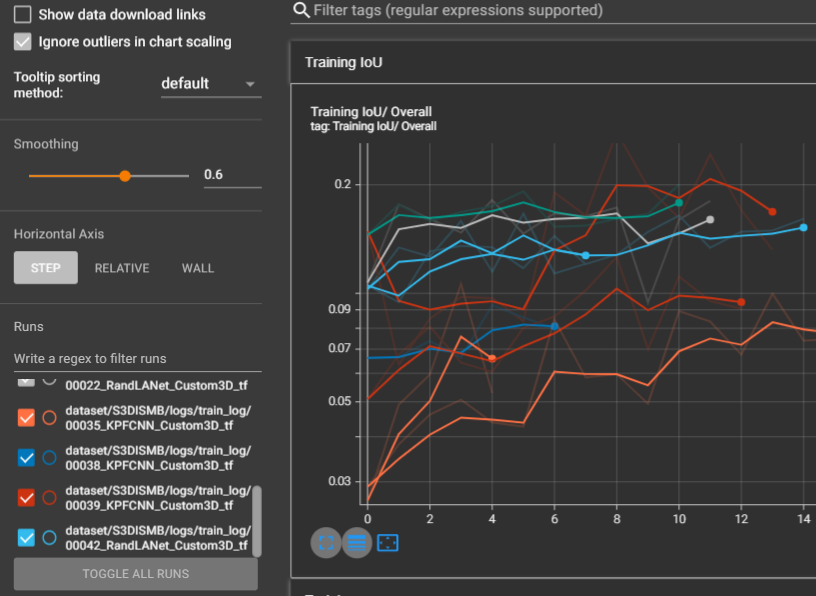 Show data download links
Ignore outliers in chart scaling
Tooltip sorting
method:
default
Smoothing
0.6
Horizontal Axis
STEP
RELATIVE
WALL
Runs
Write a regex to filter runs
00022_RandLANet_Custom3D_tf
dataset/S3DISMB/logs/train_log/
00035_KPFCNN_Custom3D_tf
dataset/S3DISMB/logs/train_log/
00038_KPFCNN_Custom3D_tf
dataset/S3DISMB/logs/train_log/
00039_KPFCNN_Custom3D_tf
dataset/S3DISMB/logs/train_log/
00042_RandLANet_Custom3D_tf
TOGGLE ALL RUNS
Filter tags (regular expressions supported)
Training IoU
Training IoU/ Overall
tag: Training IoU/ Overall
0.2
0.09
0.07
0.05
0.03
0 2 4 6 8 10 12 14